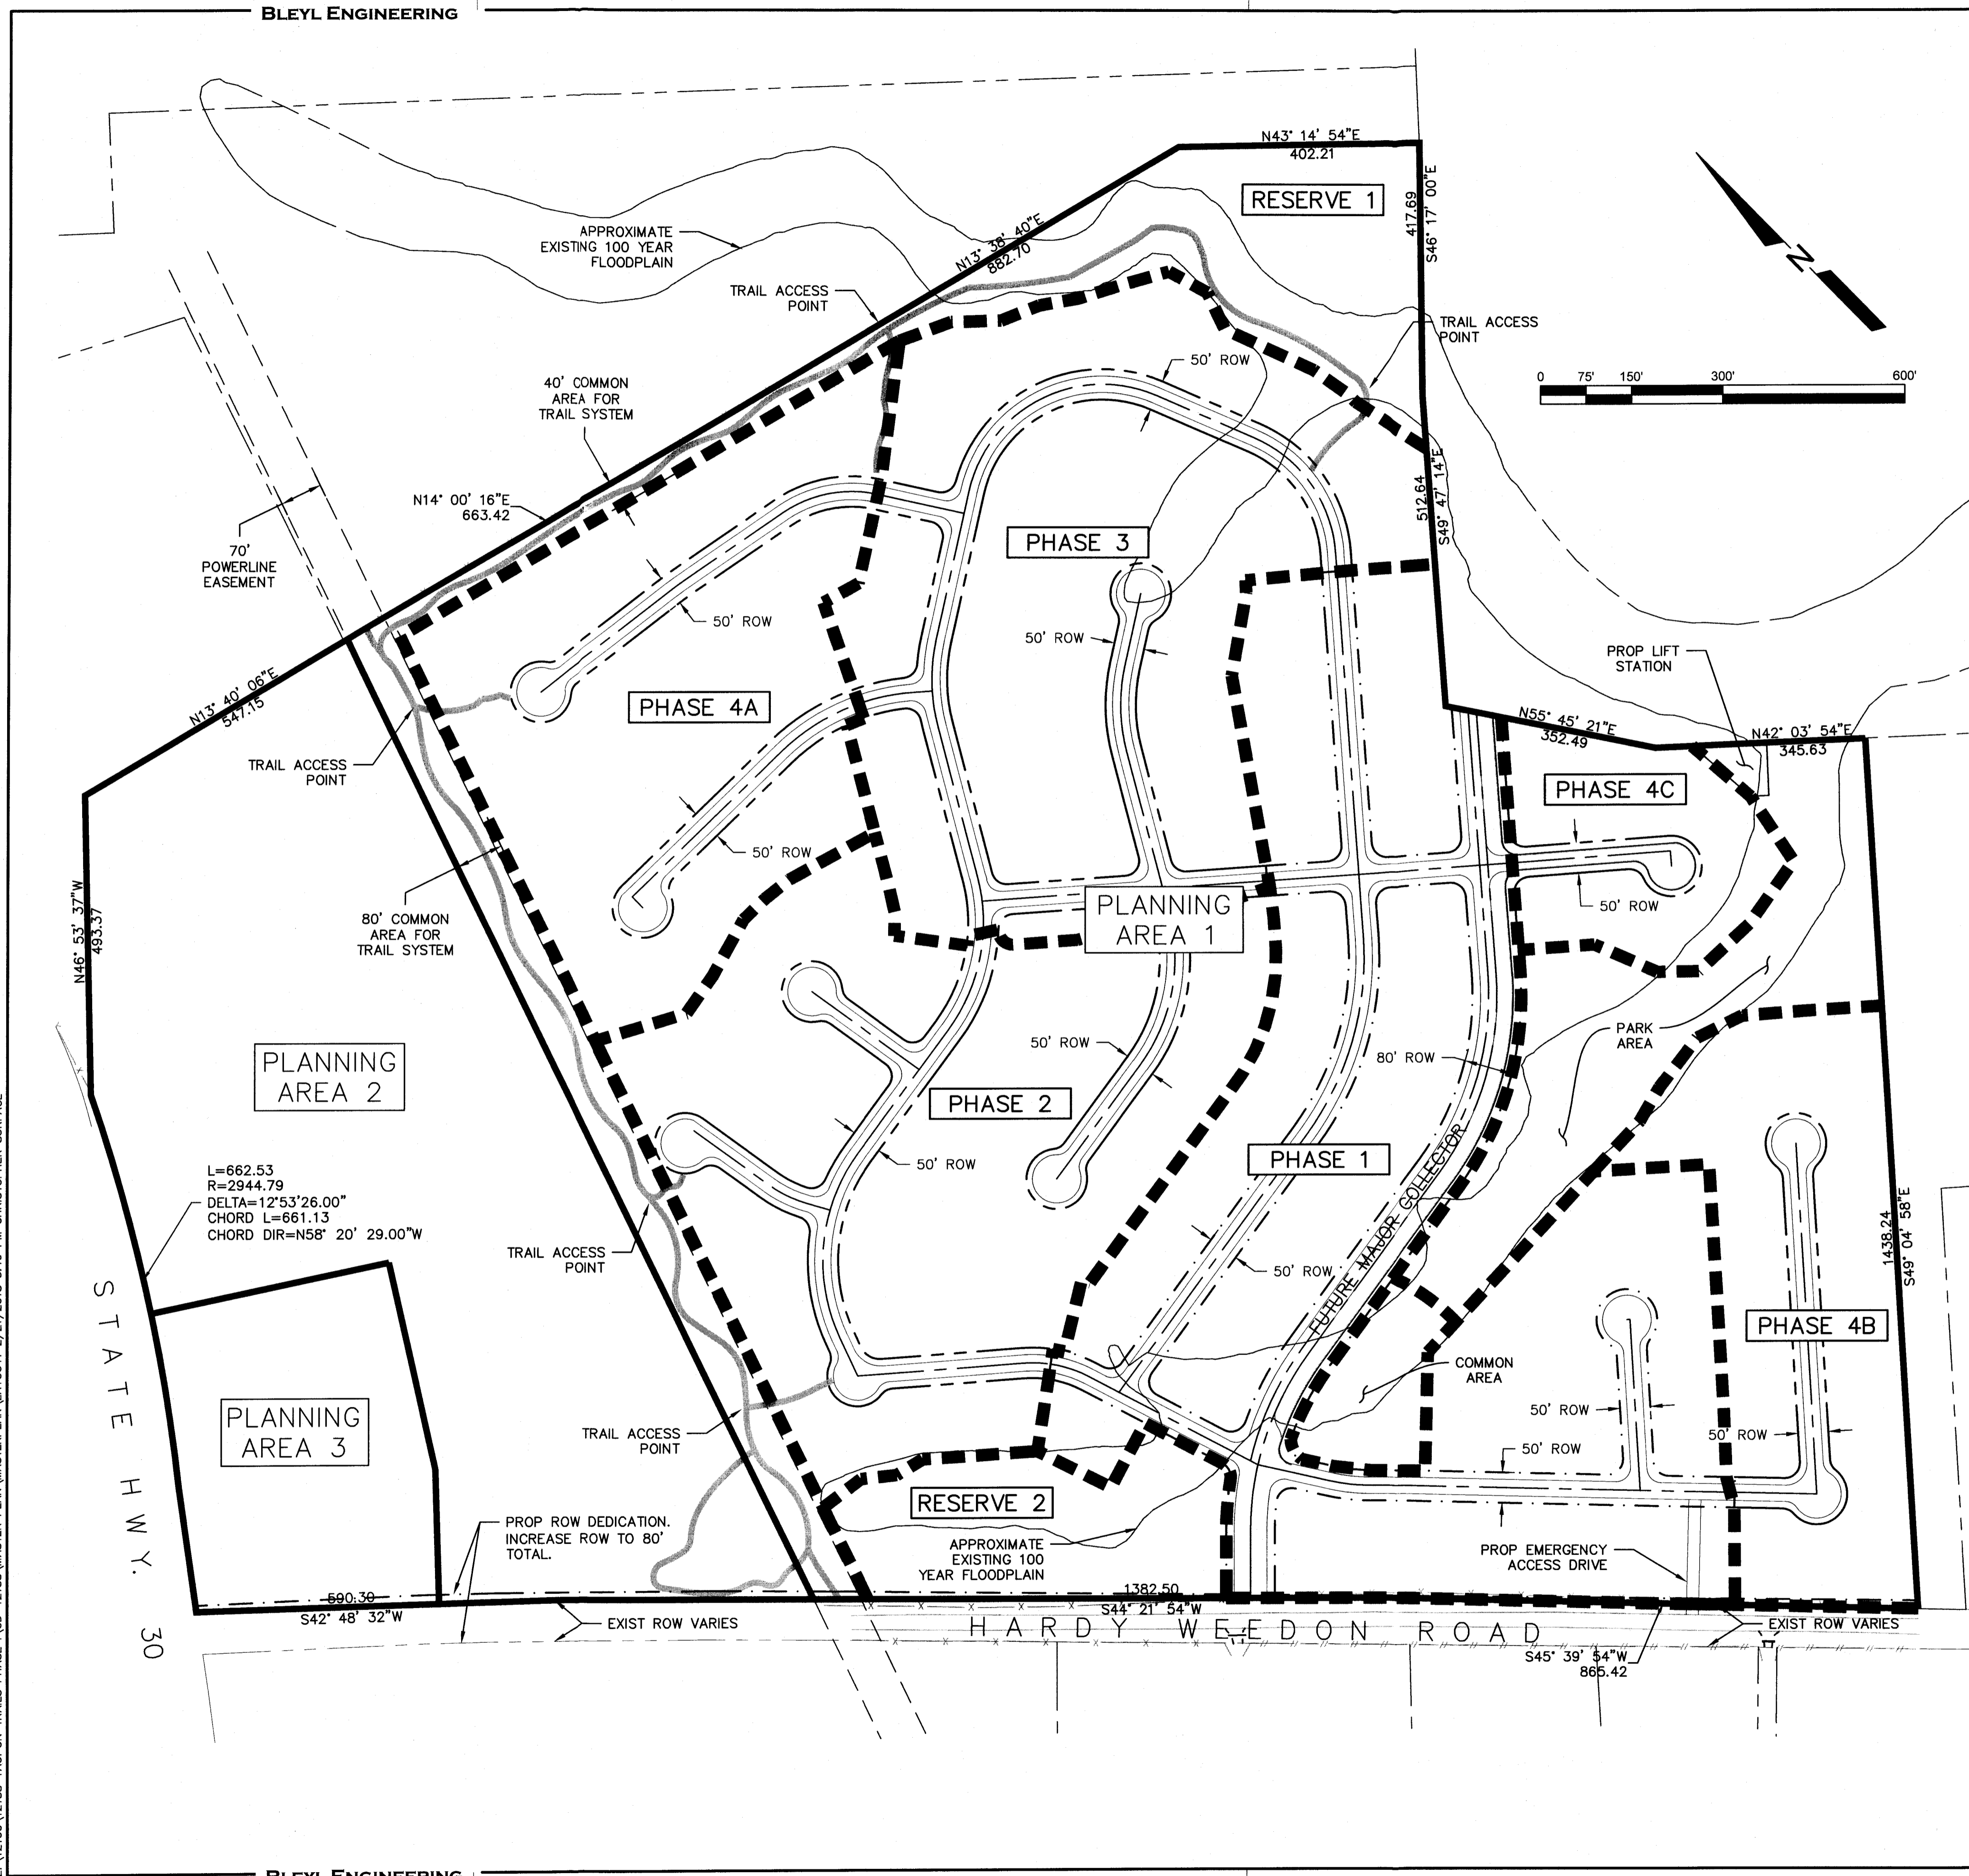 BLEYL ENGINEERING
N43° 14' 54"E
402.21
RESERVE 1
417.69
S46° 17' 00"E
APPROXIMATE
EXISTING 100 YEAR
FLOODPLAIN
N13° 38' 40"E
882.70
N
TRAIL ACCESS
POINT
TRAIL ACCESS
POINT
0 75' 150' 300' 600'
50' ROW
40' COMMON
AREA FOR
TRAIL SYSTEM
N14° 00' 16"E
663.42
512.64
S49° 47' 14"E
70'
POWERLINE
EASEMENT
PHASE 3
50' ROW
50' ROW
PROP LIFT
STATION
N13° 40' 06"E
547.15
PHASE 4A
N55° 45' 21"E
352.49
N42° 03' 54"E
345.63
TRAIL ACCESS
POINT
PHASE 4C
50' ROW
50' ROW
N46° 53' 37"W
493.37
80' COMMON
AREA FOR
TRAIL SYSTEM
PLANNING
AREA 1
PARK
AREA
50' ROW
80' ROW
PLANNING
AREA 2
PHASE 2
PHASE 1
50' ROW
L=662.53
R=2944.79
DELTA=12°53'26.00"
CHORD L=661.13
CHORD DIR=N58° 20' 29.00"W
FUTURE MAJOR COLLECTOR
1438.24
S49° 04' 58"E
TRAIL ACCESS
POINT
50' ROW
PHASE 4B
COMMON
AREA
STATE HWY. 30
PLANNING
AREA 3
TRAIL ACCESS
POINT
50' ROW
50' ROW
50' ROW
RESERVE 2
PROP ROW DEDICATION.
INCREASE ROW TO 80'
TOTAL.
APPROXIMATE
EXISTING 100
YEAR FLOODPLAIN
PROP EMERGENCY
ACCESS DRIVE
590.30
S42° 48' 32"W
1382.50
S44° 21' 54"W
EXIST ROW VARIES
HARDY WEEDON ROAD
EXIST ROW VARIES
S45° 39' 54"W
865.42
BLEYL ENGINEERING